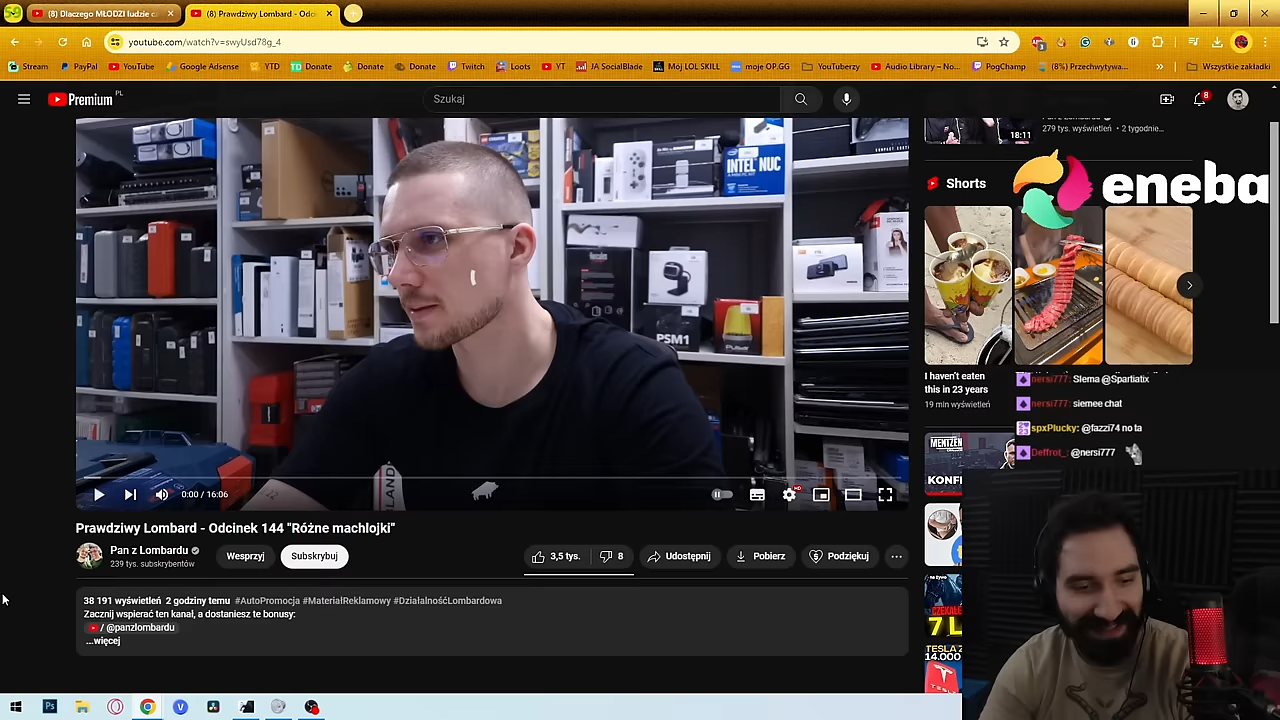 (8) Dlaczego MŁODZI ludzie c
(8) Prawdziwy Lombard - Odc
youtube.com/watch?v=swyUsd78g_4
Stream
PayPal
YouTube
Google Adsense
YTD
Donate
Donate
Donate
Twitch
Loots
YT
JA SocialBlade
Mój LOL SKILL
moje OP.GG
YouTuberzy
Audio Library – No...
PogChamp
(8%) Przechwytywa...
Wszystkie zakładki
Premium PL
Szukaj
8
18:11
279 tys. wyświetleń • 2 tygodnie...
Shorts
eneba
INTEL NUC
PSM1
0:00 / 16:06
HD
I haven't eaten
this in 23 years
19 mln wyświetleń
nersi777: Siema @Spartiatix
nersi777: siemee chat
spxPlucky: @fazzi74 no ta
Deffrot_: @nersi777
MENTZEN
KONFI
Prawdziwy Lombard - Odcinek 144 "Różne machlojki"
Pan z Lombardu
239 tys. subskrybentów
Wesprzyj
Subskrybuj
3,5 tys.
8
Udostępnij
Pobierz
Podziękuj
38 191 wyświetleń 2 godziny temu #AutoPromocja #MateriałReklamowy #DziałalnośćLombardowa
Zacznij wspierać ten kanał, a dostaniesz te bonusy:
/ @panzlombardu
...więcej
7 L
TESLA Z
14.000